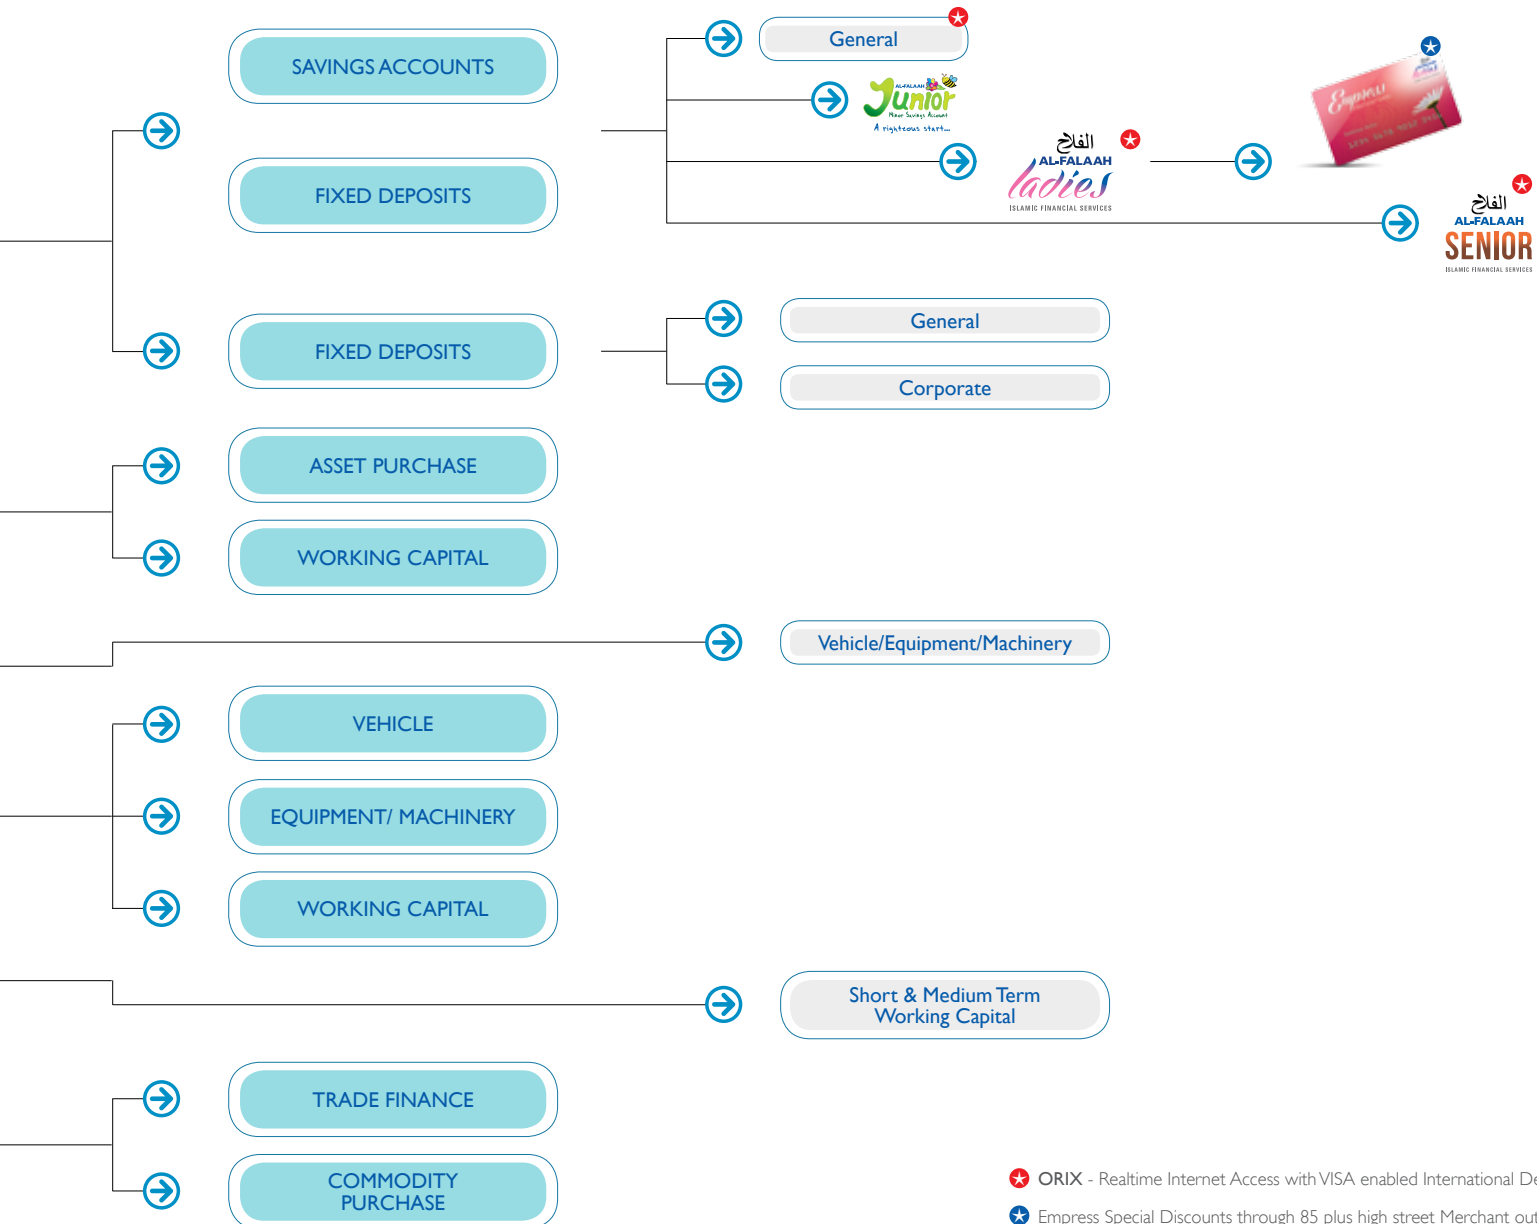 SAVINGS ACCOUNTS
General
AL-FALAAH
Junior
Minor Savings Account
A righteous start...
الفلاح
AL-FALAAH
ladies
ISLAMIC FINANCIAL SERVICES
Empress
FIXED DEPOSITS
الفلاح
AL-FALAAH
SENIOR
ISLAMIC FINANCIAL SERVICES
FIXED DEPOSITS
General
Corporate
ASSET PURCHASE
WORKING CAPITAL
Vehicle/Equipment/Machinery
VEHICLE
EQUIPMENT/ MACHINERY
WORKING CAPITAL
Short & Medium Term
Working Capital
TRADE FINANCE
COMMODITY
PURCHASE
ORIX - Realtime Internet Access with VISA enabled International De
Empress Special Discounts through 85 plus high street Merchant out